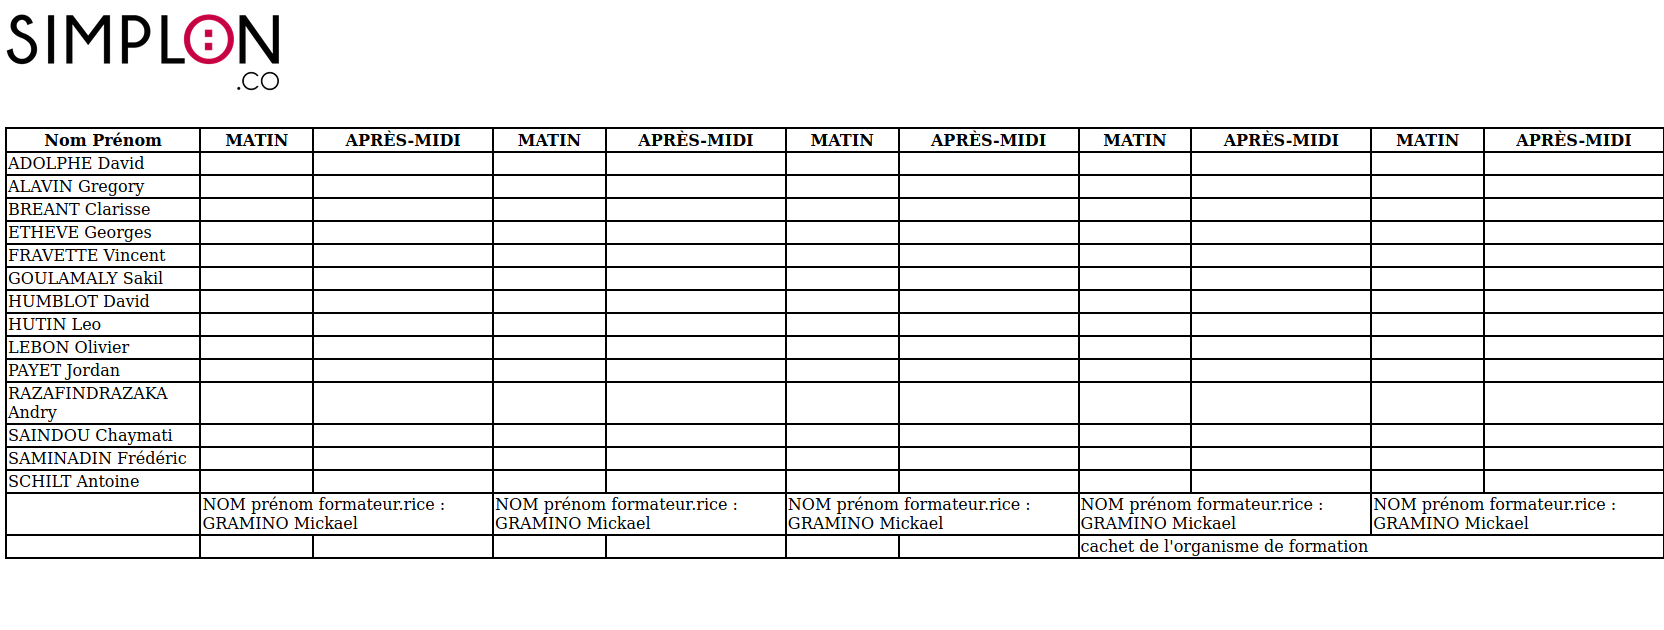 SIMPLON
.CO
Nom Prénom MATIN APRÈS-MIDI MATIN APRÈS-MIDI MATIN APRÈS-MIDI MATIN APRÈS-MIDI MATIN APRÈS-MIDI
ADOLPHE David
ALAVIN Gregory
BREANT Clarisse
ETHEVE Georges
FRAVETTE Vincent
GOULAMALY Sakil
HUMBLOT David
HUTIN Leo
LEBON Olivier
PAYET Jordan
RAZAFINDRAZAKA
Andry
SAINDOU Chaymati
SAMINADIN Frédéric
SCHILT Antoine
NOM prénom formateur.rice : NOM prénom formateur.rice : NOM prénom formateur.rice : NOM prénom formateur.rice : NOM prénom formateur.rice :
GRAMINO Mickael GRAMINO Mickael GRAMINO Mickael GRAMINO Mickael GRAMINO Mickael
cachet de l'organisme de formation